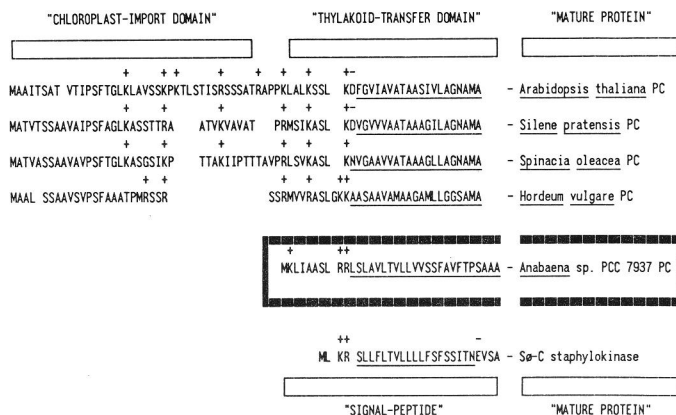 "CHLOROPLAST-IMPORT DOMAIN" "THYLAKOID-TRANSFER DOMAIN" "MATURE PROTEIN"
+ + + + + + + + -
MAAITSAT VTIPSFTGLKLAVSSKPKTLSTISRSSSATRAPPKLALKSSL KDFGVIAVATAASIVLAGNAMA - Arabidopsis thaliana PC
+ + + + + + -
MATVTSSAAVAIPSFAGLKASSTTRA ATVKVAVAT PRMSIKASL KDVGVVVAATAAAGILAGNAMA - Silene pratensis PC
+ + + + + +
MATVASSAAVAVPSFTGLKASGSIKP TTAKIIPTTTAVPRLSVKASL KNVGAAVVATAAAGLLAGNAMA - Spinacia oleacea PC
+ + + + ++
MAAL SSAAVSVPSFAAATPMRSSR SSRMVVRASLGKKAASAAVAMAAGAMLLGGSAMA - Hordeum vulgare PC
+ ++
MKLIAASL RRLSLAVLTVLLVVSSFAVFTPSAAA - Anabaena sp. PCC 7937 PC
++ -
ML KR SLLFLTVLLLLFSFSSITNEVSA - Sø-C staphylokinase
"SIGNAL-PEPTIDE" "MATURE PROTEIN"